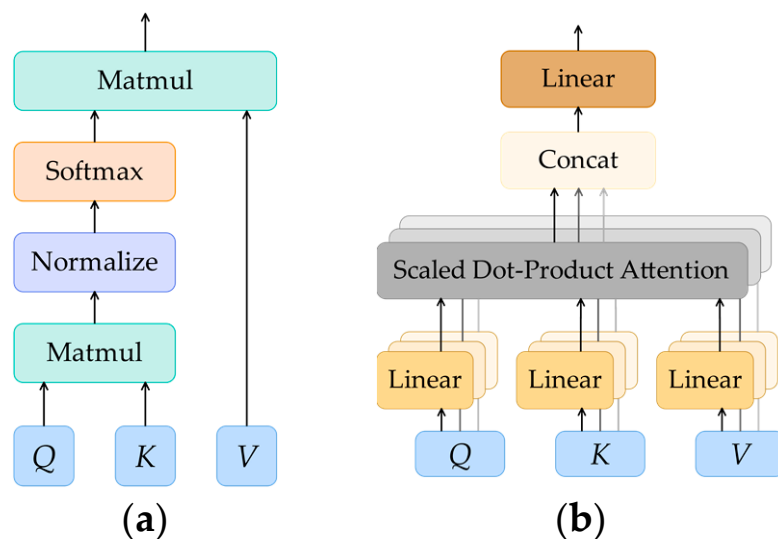 Matmul
Softmax
Normalize
Matmul
Q K V
(a)
Linear
Concat
Scaled Dot-Product Attention
Linear Linear Linear
Q K V
(b)